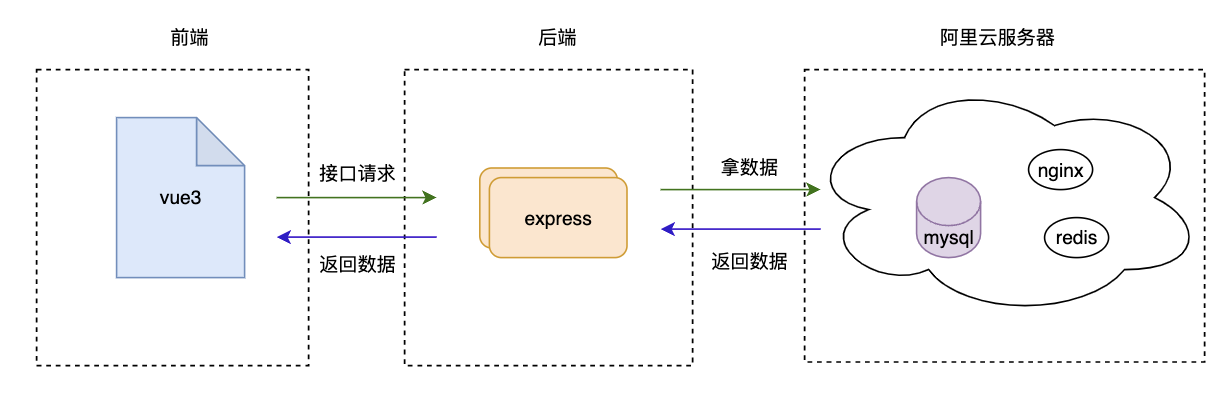 前端
后端
阿里云服务器
vue3
接口请求
返回数据
express
拿数据
返回数据
nginx
mysql
redis